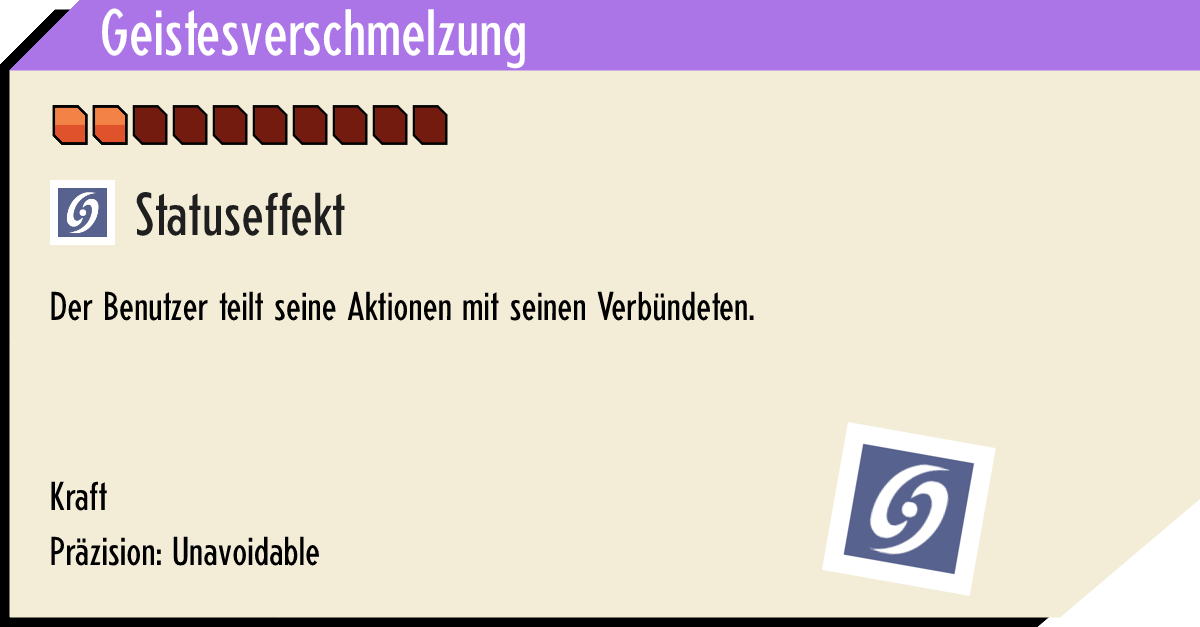 Geistesverschmelzung
Statuseffekt
Der Benutzer teilt seine Aktionen mit seinen Verbündeten.
Kraft
Präzision: Unavoidable